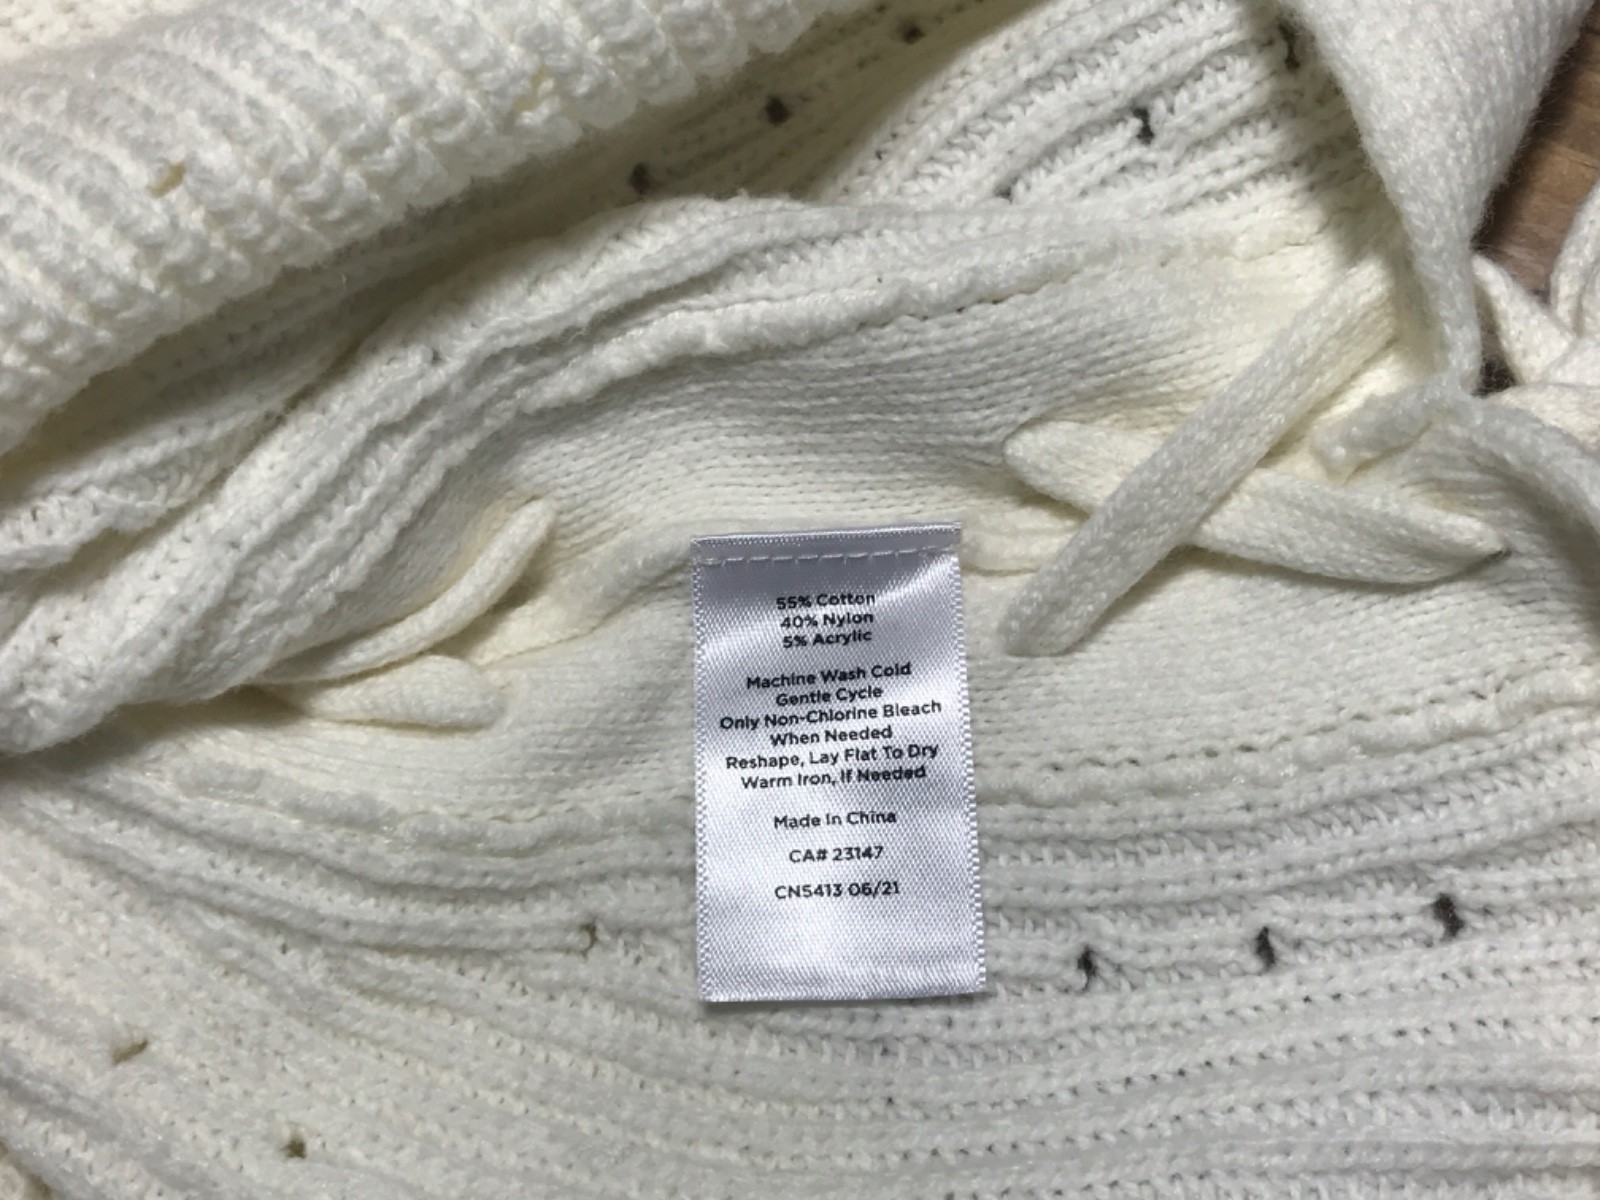 55% Cotton
40% Nylon
5% Acrylic
Machine Wash Cold
Gentle Cycle
Only Non-Chlorine Bleach
When Needed
Reshape, Lay Flat To Dry
Warm Iron, If Needed
Made In China
CA# 23147
CN5413 06/21